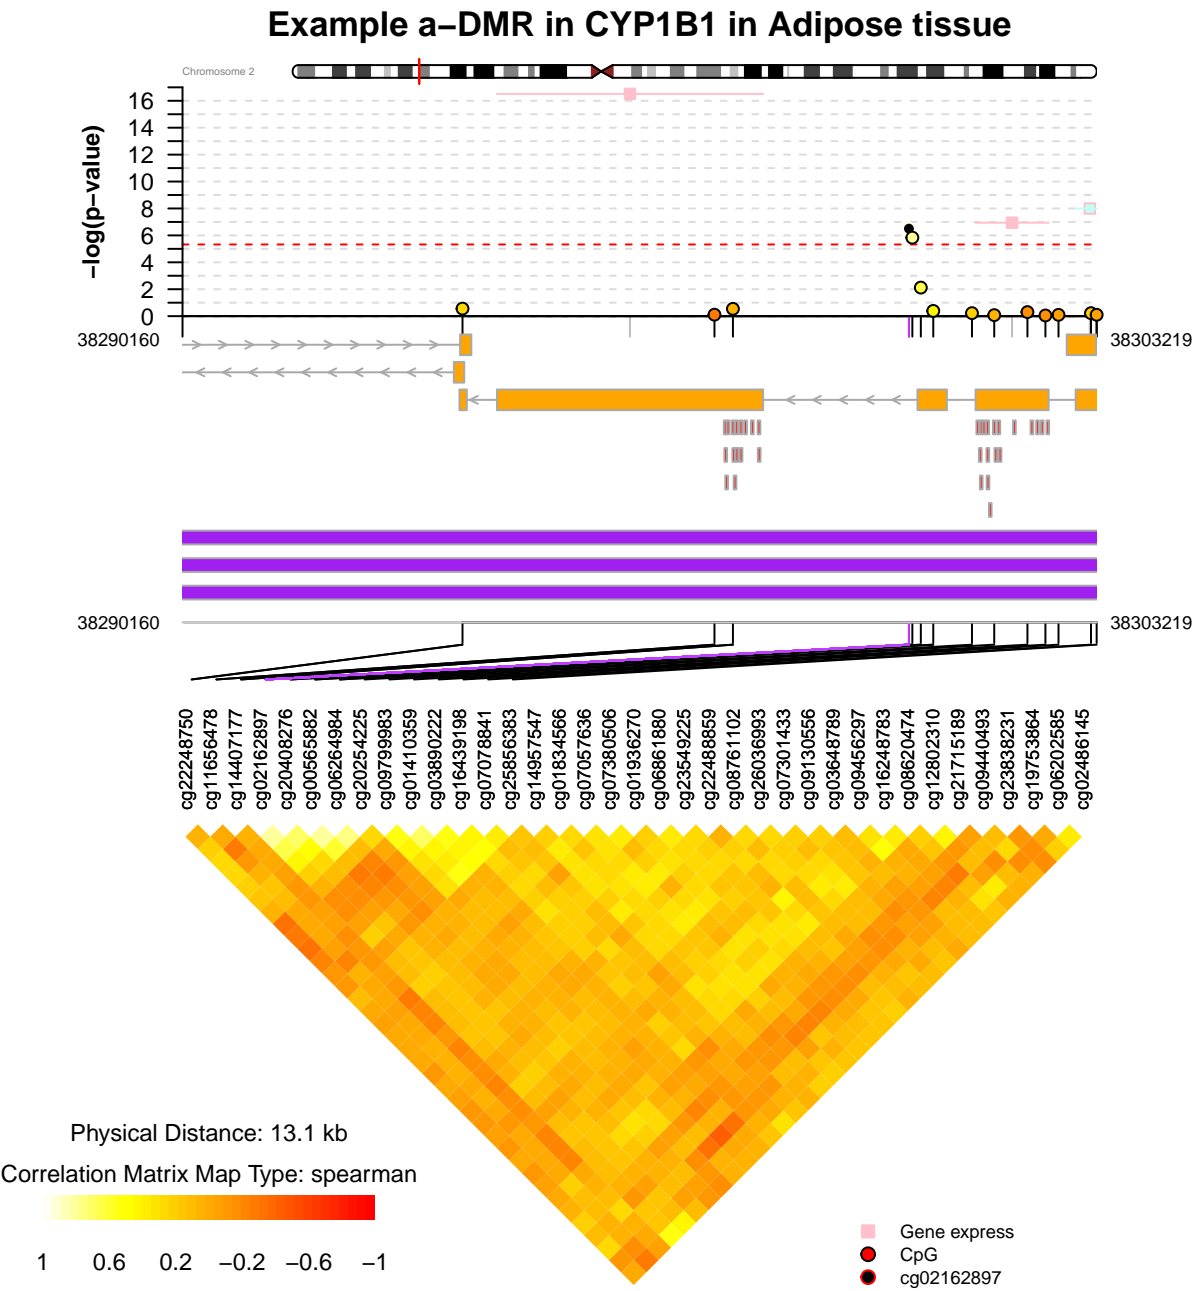 Example a–DMR in CYP1B1 in Adipose tissue
Chromosome 2
–log(p–value)
16
14
12
10
8
6
4
2
0
38290160
38303219
38290160
38303219
cg22248750
cg11656478
cg14407177
cg02162897
cg20408276
cg00565882
cg06264984
cg20254225
cg09799983
cg01410359
cg03890222
cg16439198
cg07078841
cg25856383
cg14957547
cg01834566
cg07057636
cg07380506
cg01936270
cg06861880
cg23549225
cg22488859
cg08761102
cg26036993
cg07301433
cg09130556
cg03648789
cg09456297
cg16248783
cg08620474
cg12802310
cg21715189
cg09440493
cg23838231
cg19753864
cg06202585
cg02486145
Physical Distance: 13.1 kb
Correlation Matrix Map Type: spearman
1 0.6 0.2 −0.2 −0.6 −1
Gene express
CpG
cg02162897